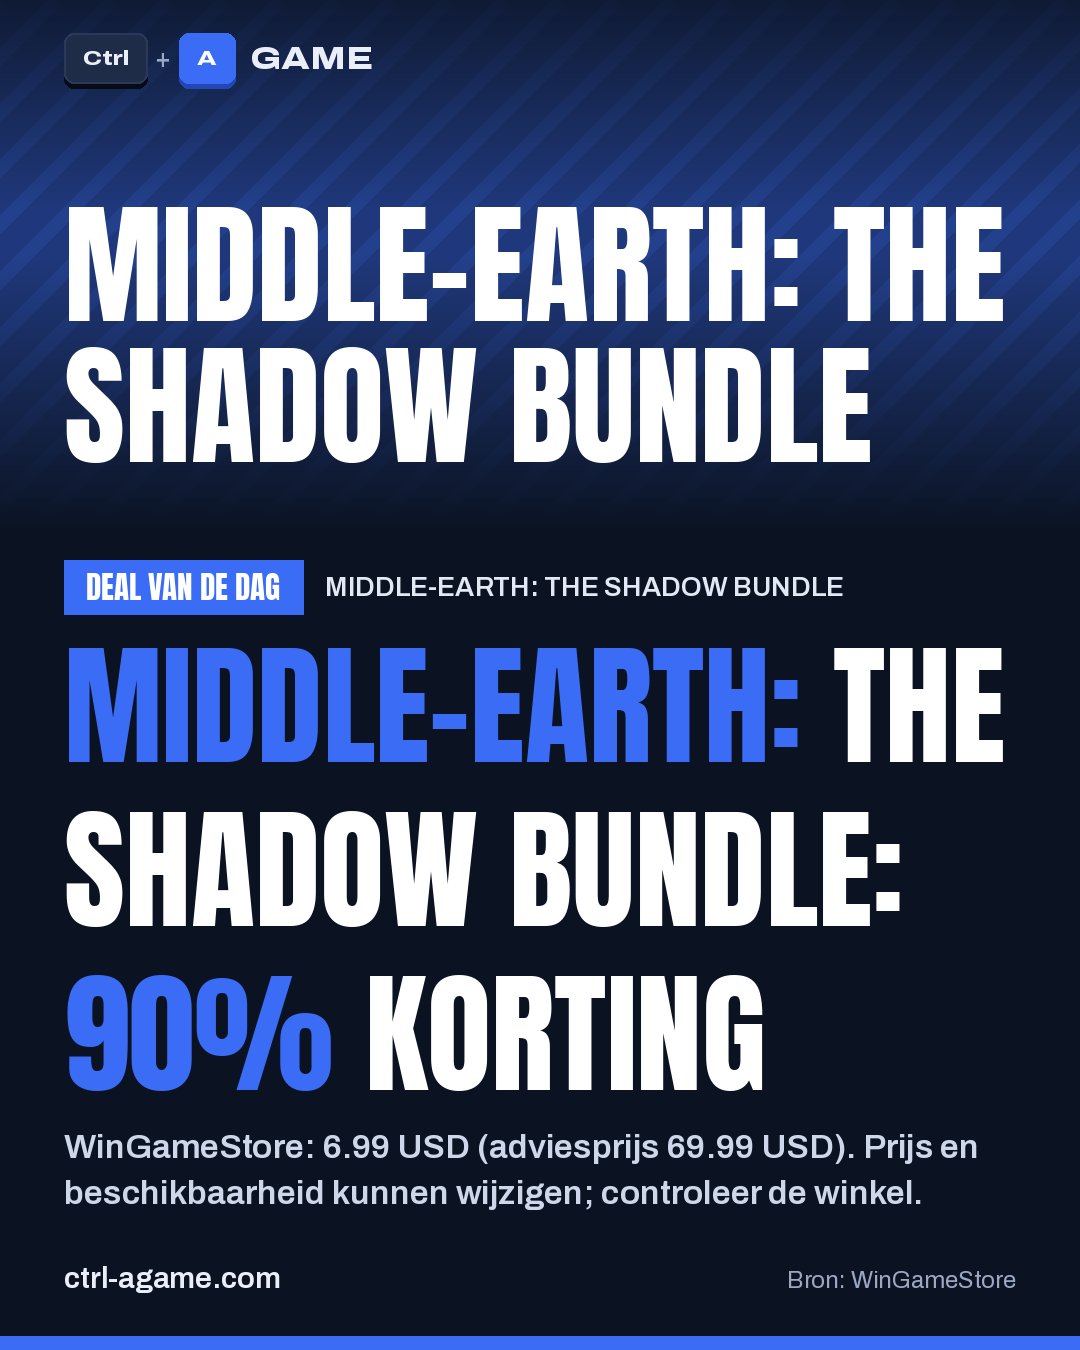 Ctrl + A GAME
MIDDLE-EARTH: THE
SHADOW BUNDLE
DEAL VAN DE DAG MIDDLE-EARTH: THE SHADOW BUNDLE
MIDDLE-EARTH: THE
SHADOW BUNDLE:
90% KORTING
WinGameStore: 6.99 USD (adviesprijs 69.99 USD). Prijs en
beschikbaarheid kunnen wijzigen; controleer de winkel.
ctrl-agame.com Bron: WinGameStore